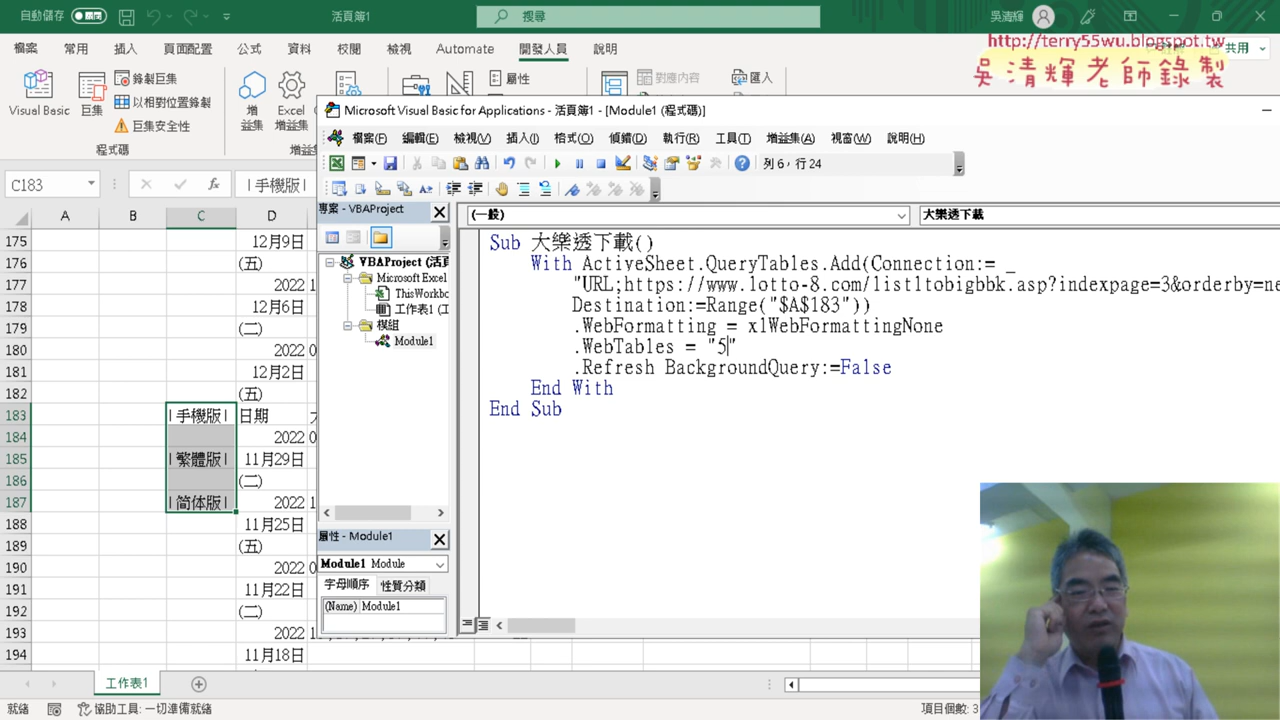 自動儲存
活頁簿1
搜尋
吳清輝
http://terry55wu.blogspot.tw
吳清輝老師錄製
檔案 常用 插入 頁面配置 公式 資料 校閱 檢視 Automate 開發人員 說明
共用
Visual Basic
巨集
錄製巨集
以相對位置錄製
巨集安全性
程式碼
增益集
Excel 增益集
屬性
對應內容
匯入
Microsoft Visual Basic for Applications - 活頁簿1 - [Module1 (程式碼)]
檔案(F) 編輯(E) 檢視(V) 插入(I) 格式(O) 偵錯(D) 執行(R) 工具(T) 增益集(A) 視窗(W) 說明(H)
列 6，行 24
C183
|手機版|
專案 - VBAProject
(一般)
大樂透下載
VBAProject (活頁
Microsoft Excel
ThisWorkbo
工作表1 (工
模組
Module1
Sub 大樂透下載()
With ActiveSheet.QueryTables.Add(Connection:= _
"URL;https://www.lotto-8.com/listltobigbbk.asp?indexpage=3&orderby=ne
Destination:=Range("$A$183"))
.WebFormatting = xlWebFormattingNone
.WebTables = "5"
.Refresh BackgroundQuery:=False
End With
End Sub
屬性 - Module1
Module1 Module
字母順序 性質分類
(Name) Module1
A B C D
175 12月9日
176 (五)
177 2022 1
178 12月6日
179 (二)
180 2022 0
181 12月2日
182 (五)
183 |手機版| 日期
184 2022 0
185 |繁體版| 11月29日
186 (二)
187 |简体版| 2022 1
188 11月25日
189 (五)
190 2022 0
191 11月22日
192 (二)
193 2022
194 11月18日
工作表1
就緒
協助工具: 一切準備就緒
項目個數: 3